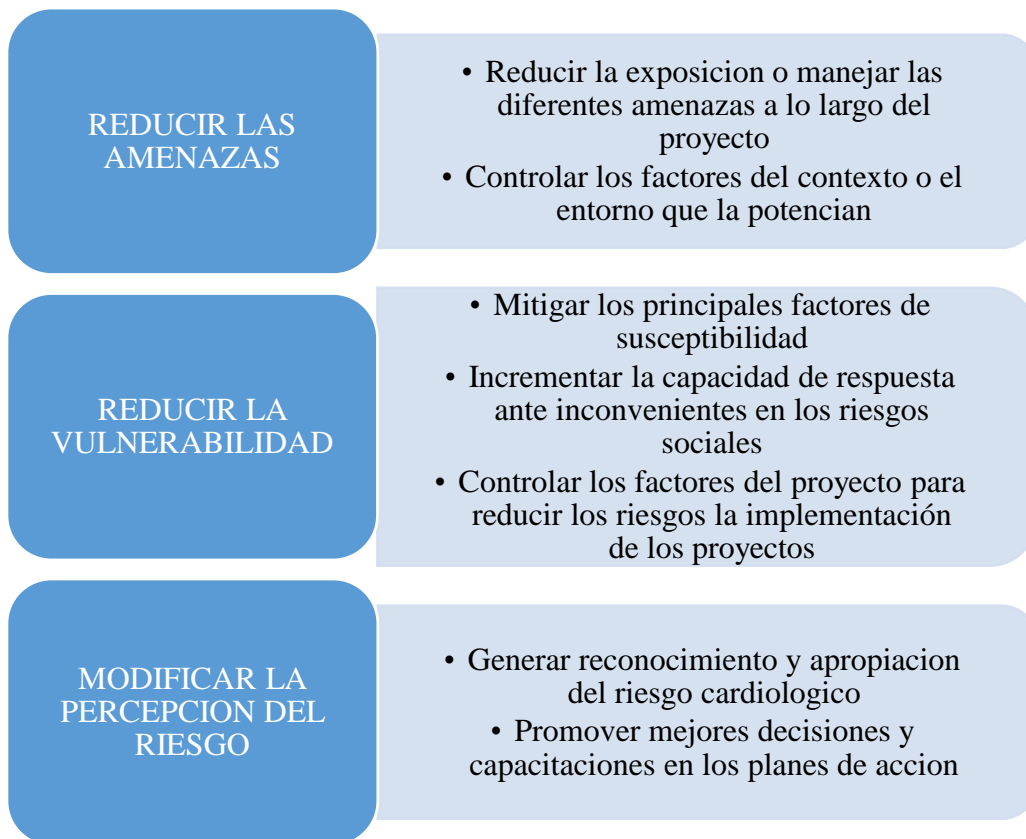 REDUCIR LAS
AMENAZAS
• Reducir la exposicion o manejar las
diferentes amenazas a lo largo del
proyecto
• Controlar los factores del contexto o el
entorno que la potencian
REDUCIR LA
VULNERABILIDAD
• Mitigar los principales factores de
susceptibilidad
• Incrementar la capacidad de respuesta
ante inconvenientes en los riesgos
sociales
• Controlar los factores del proyecto para
reducir los riesgos la implementación
de los proyectos
MODIFICAR LA
PERCEPCION DEL
RIESGO
• Generar reconocimiento y apropiacion
del riesgo cardiologico
• Promover mejores decisiones y
capacitaciones en los planes de accion